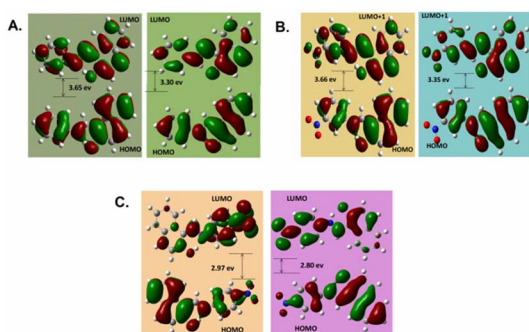 A.
LUMO
3.65 ev
HOMO
LUMO
3.30 ev
HOMO
B.
LUMO+1
3.66 ev
HOMO
LUMO+1
3.35 ev
HOMO
C.
LUMO
2.97 ev
HOMO
LUMO
2.80 ev
HOMO